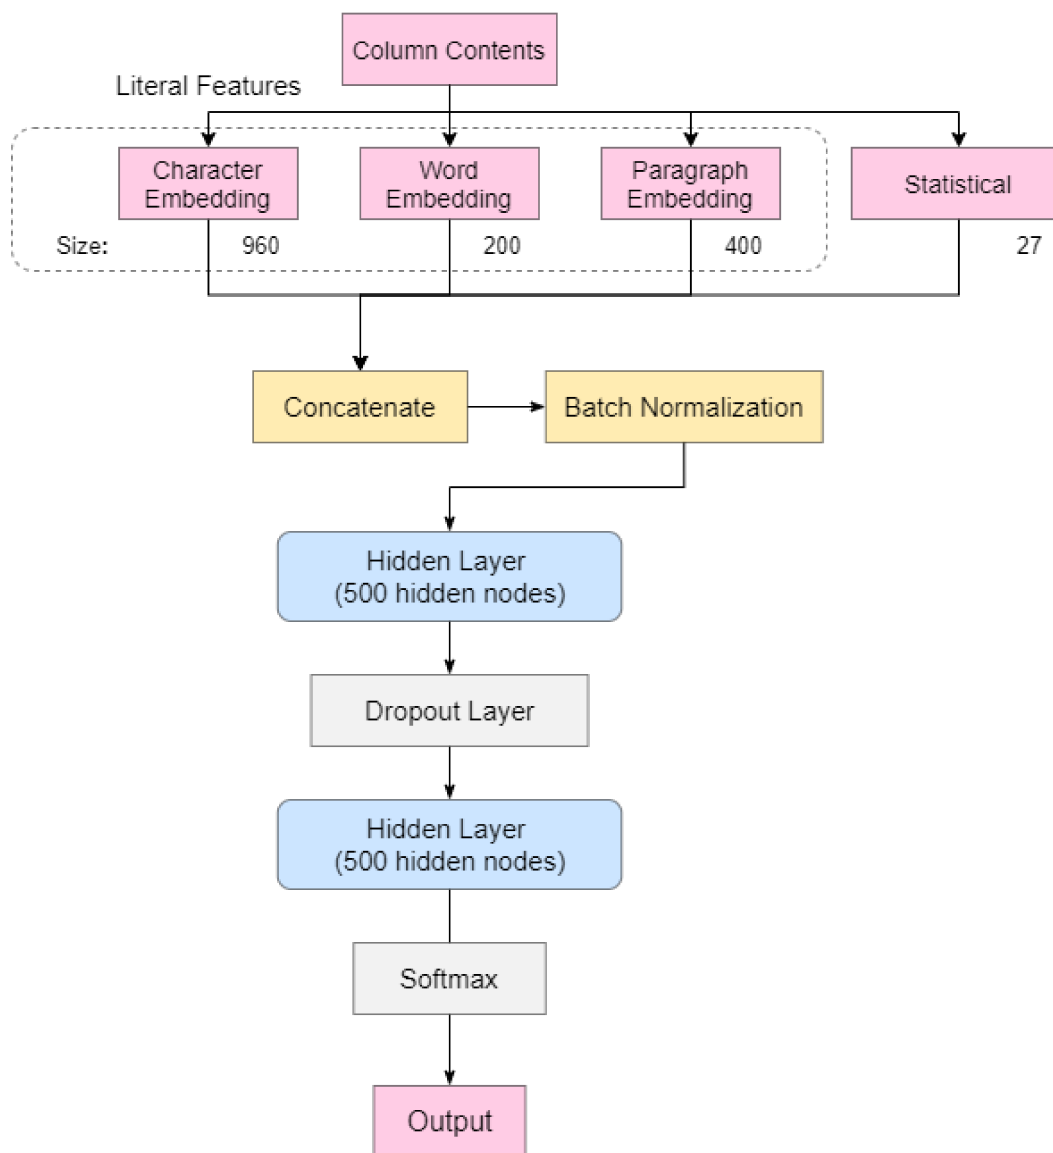 Column Contents
Literal Features
Character
Embedding
Word
Embedding
Paragraph
Embedding
Statistical
Size: 960 200 400 27
Concatenate
Batch Normalization
Hidden Layer
(500 hidden nodes)
Dropout Layer
Hidden Layer
(500 hidden nodes)
Softmax
Output